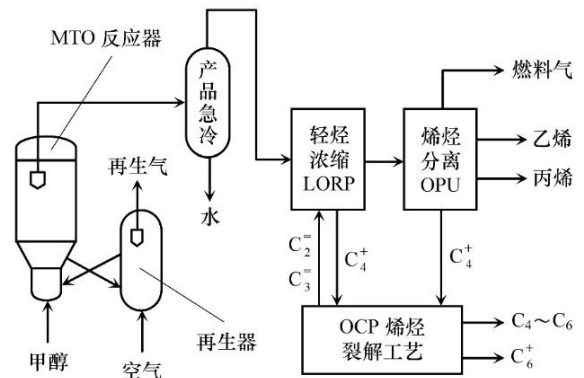 MTO 反应器
产品急冷
燃料气
轻烃
浓缩
LORP
烯烃
分离
OPU
乙烯
丙烯
再生气
水
C₂⁼
C₃⁼
C₄⁺
C₄⁺
OCP 烯烃
裂解工艺
C₄～C₆
C₆⁺
再生器
甲醇
空气